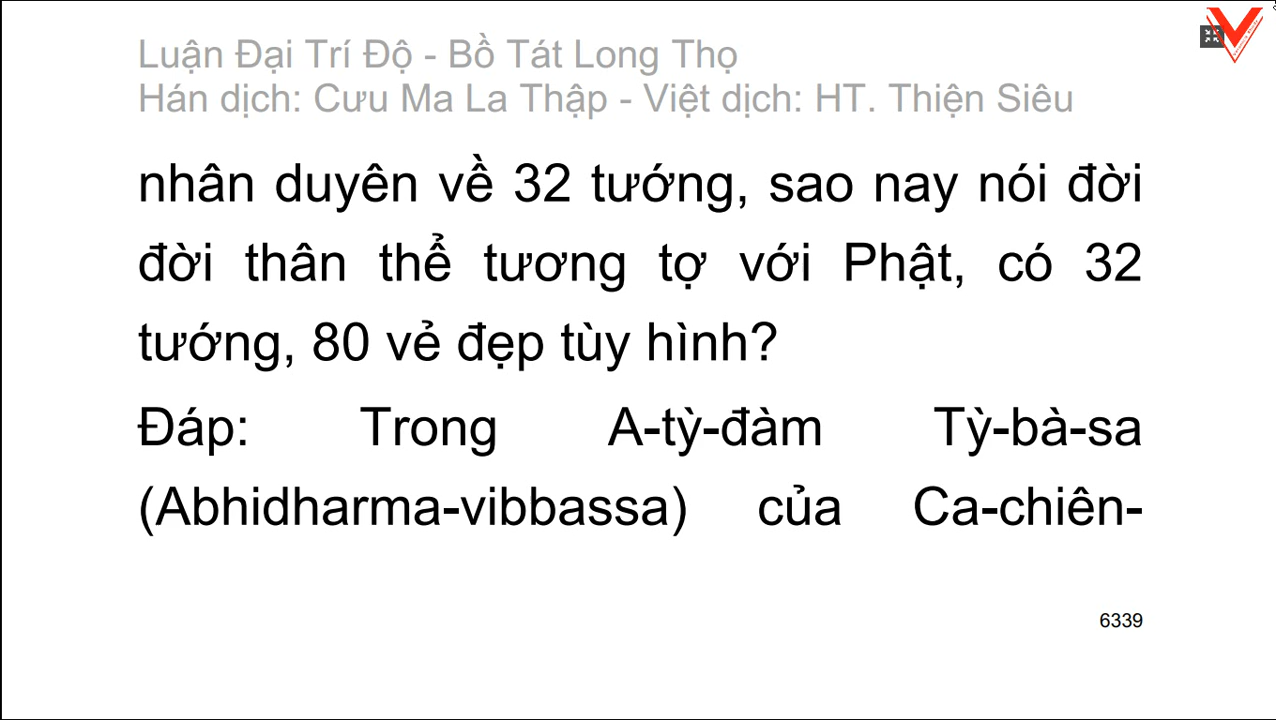 Luận Đại Trí Độ - Bồ Tát Long Thọ
Hán dịch: Cưu Ma La Thập - Việt dịch: HT. Thiện Siêu
nhân duyên về 32 tướng, sao nay nói đời
đời thân thể tương tợ với Phật, có 32
tướng, 80 vẻ đẹp tùy hình?
Đáp: Trong A-tỳ-đàm Tỳ-bà-sa
(Abhidharma-vibbassa) của Ca-chiên-
6339